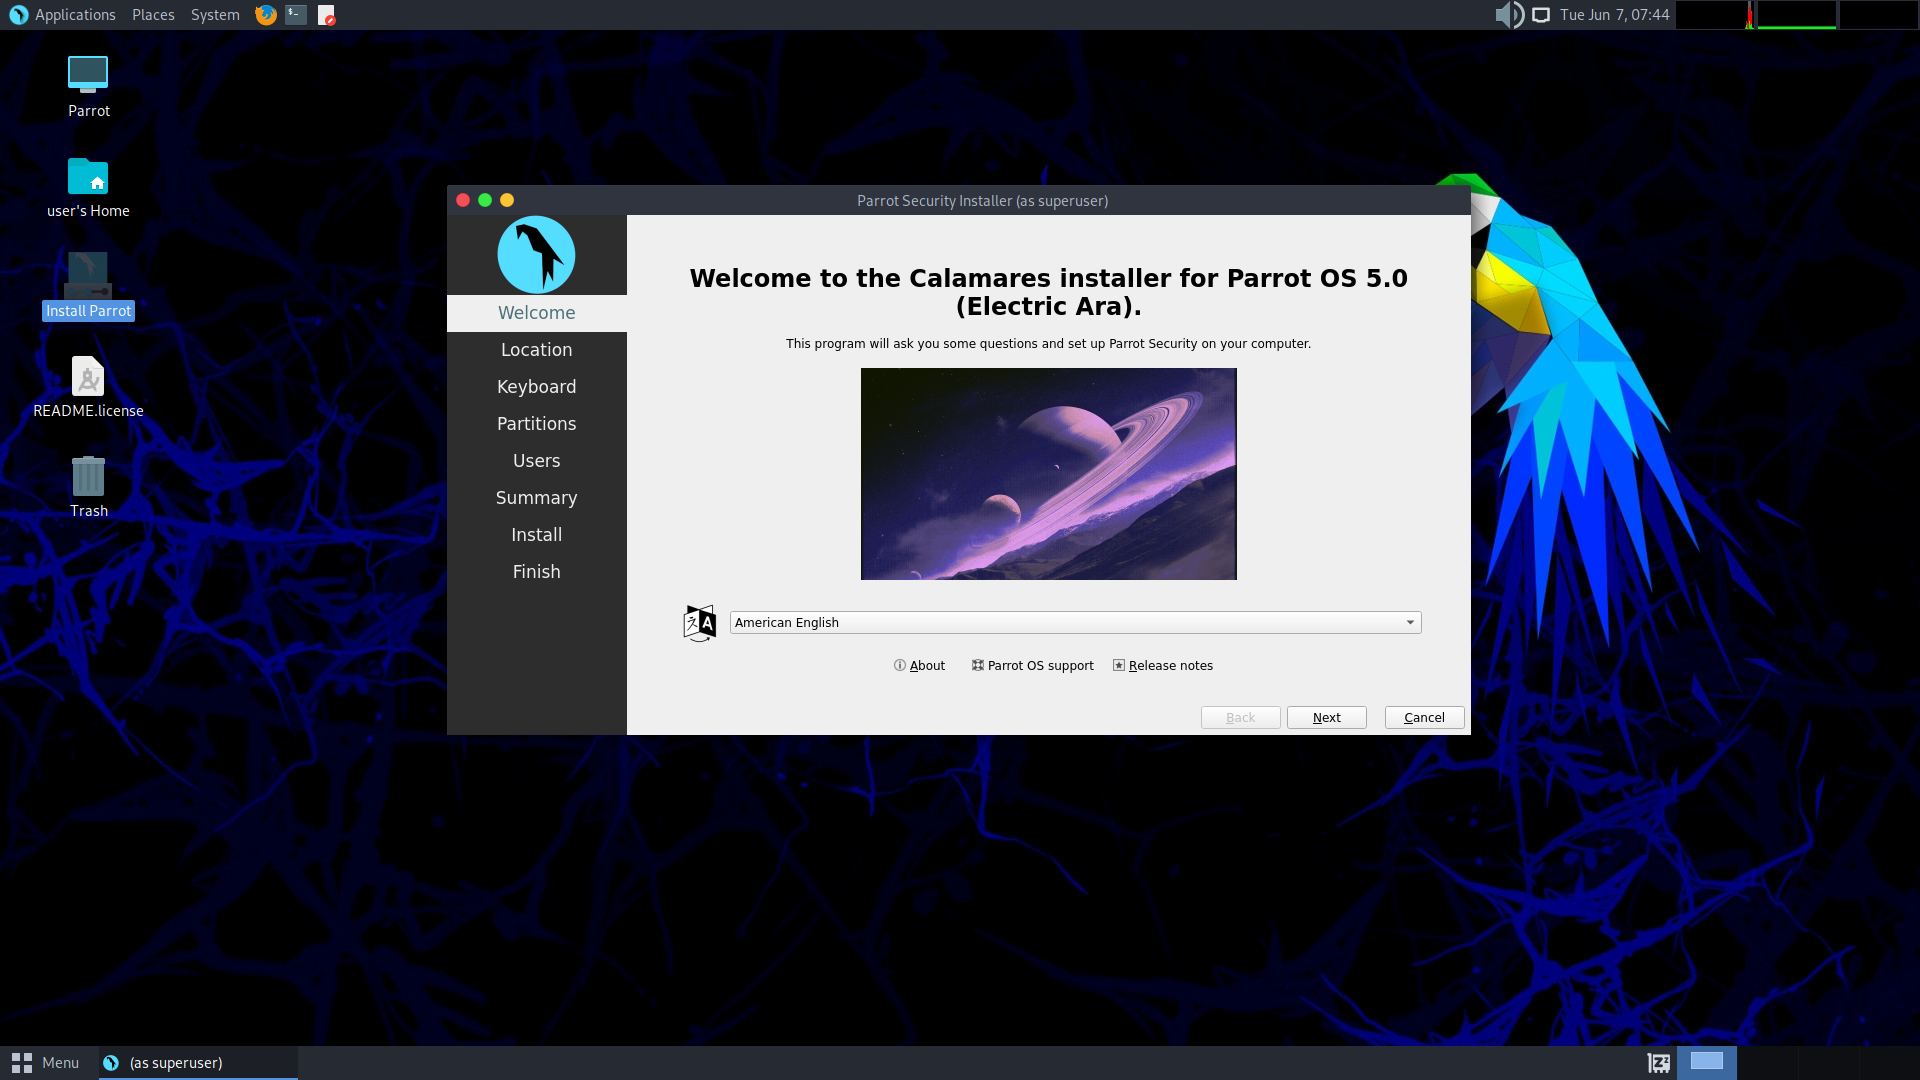 Applications Places System
Tue Jun 7, 07:44
Parrot
user's Home
Install Parrot
README.license
Trash
Parrot Security Installer (as superuser)
Welcome
Location
Keyboard
Partitions
Users
Summary
Install
Finish
Welcome to the Calamares installer for Parrot OS 5.0
(Electric Ara).
This program will ask you some questions and set up Parrot Security on your computer.
American English
About Parrot OS support Release notes
Back Next Cancel
Menu (as superuser)